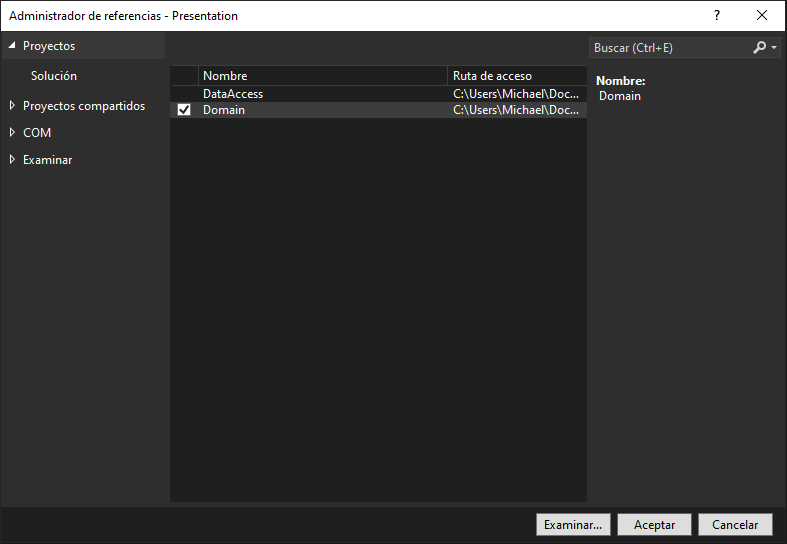 Administrador de referencias - Presentation
?
Proyectos
Solución
Proyectos compartidos
COM
Examinar
Nombre Ruta de acceso
DataAccess C:\Users\Michael\Doc...
Domain C:\Users\Michael\Doc...
Buscar (Ctrl+E)
Nombre:
Domain
Examinar... Aceptar Cancelar